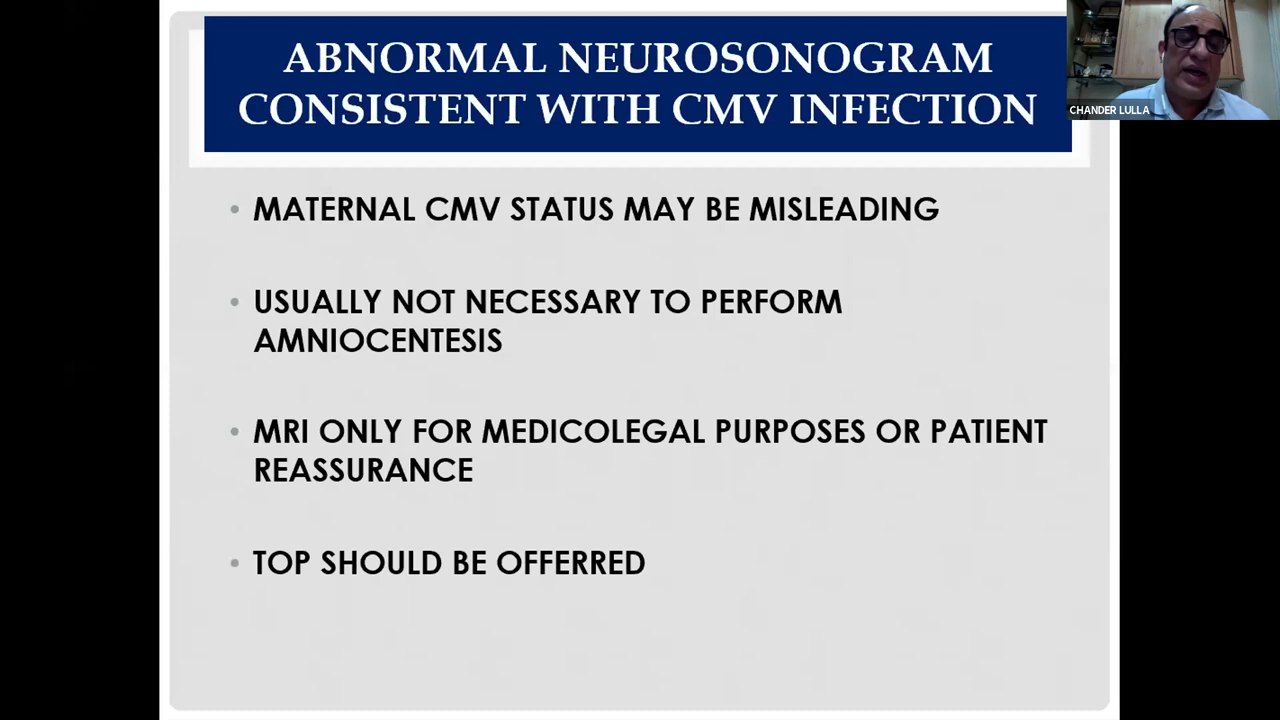 ABNORMAL NEUROSONOGRAM
CONSISTENT WITH CMV INFECTION
CHANDER LULLA
• MATERNAL CMV STATUS MAY BE MISLEADING
• USUALLY NOT NECESSARY TO PERFORM
AMNIOCENTESIS
• MRI ONLY FOR MEDICOLEGAL PURPOSES OR PATIENT
REASSURANCE
• TOP SHOULD BE OFFERRED